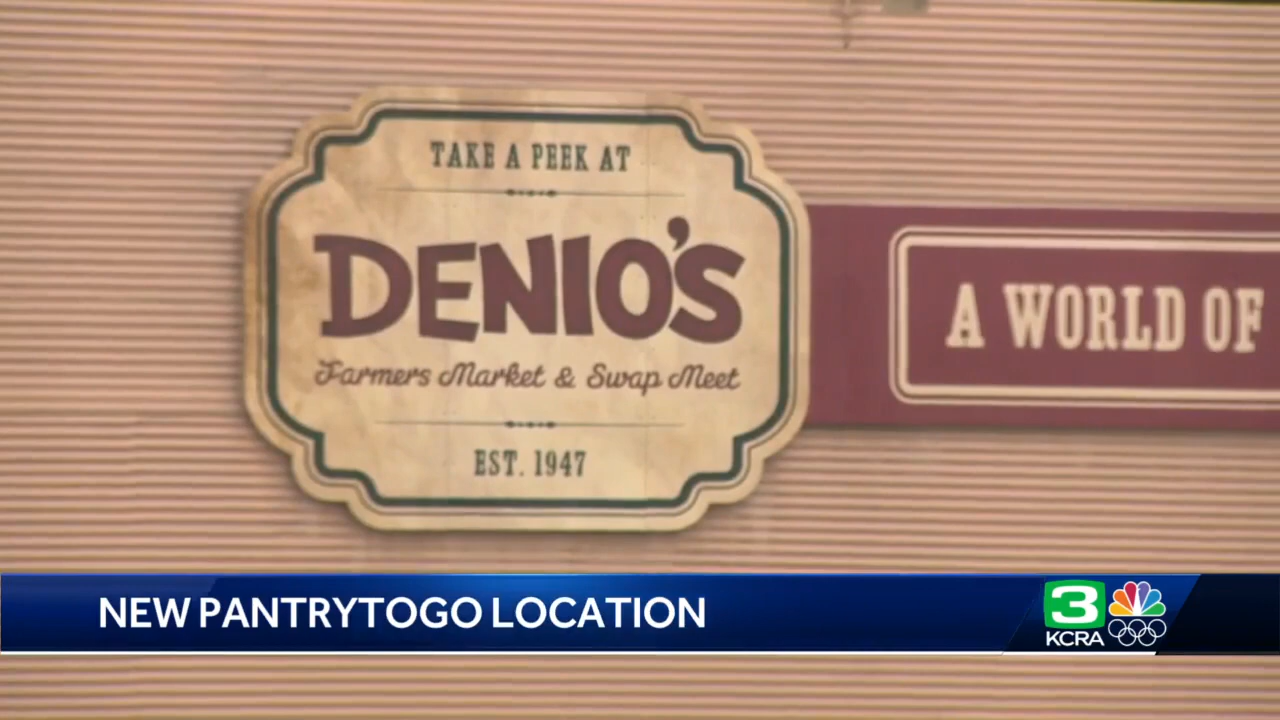 TAKE A PEEK AT
DENIO'S
Farmers Market & Swap Meet
EST. 1947
A WORLD OF
NEW PANTRYTOGO LOCATION
3
KCRA